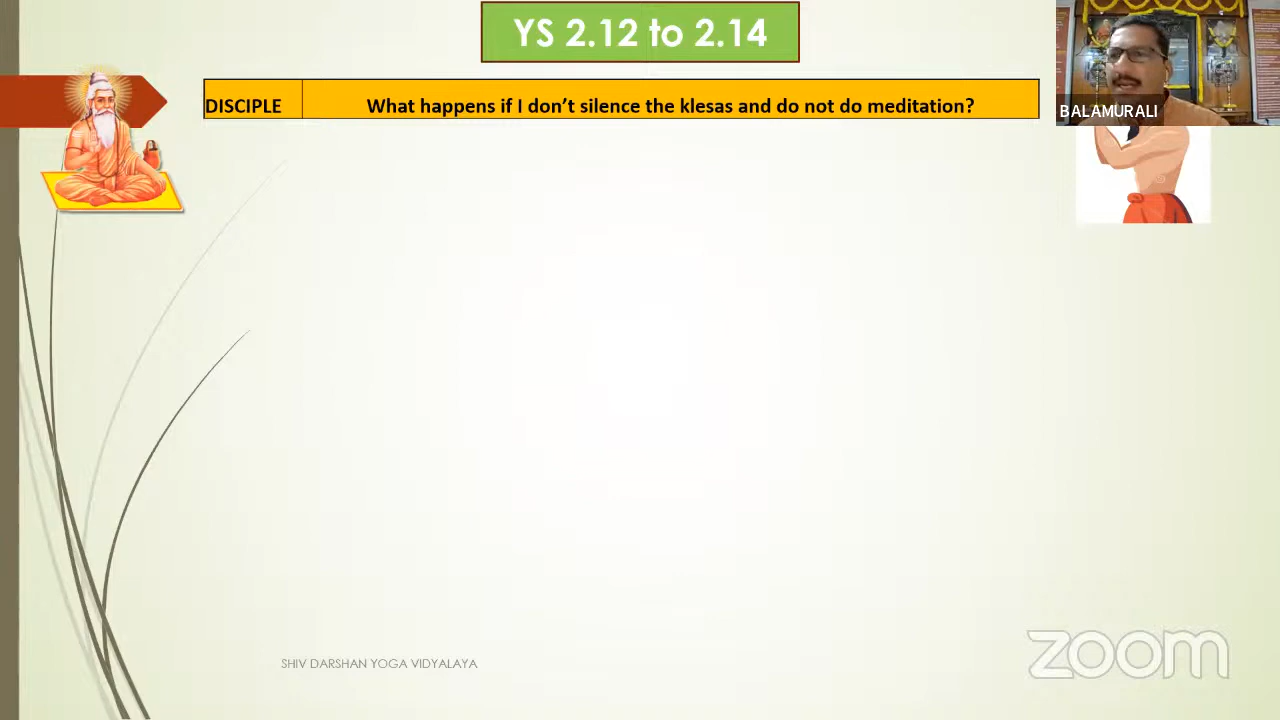 YS 2.12 to 2.14
DISCIPLE What happens if I don’t silence the klesas and do not do meditation?
BALAMURALI
SHIV DARSHAN YOGA VIDYALAYA
zoom